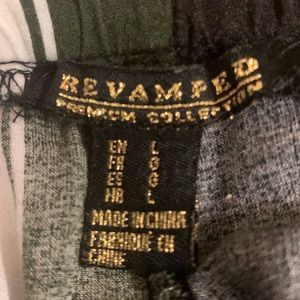 REVAMPED
PREMIUM COLLECTION
EN L
FR G
ES G
HR L
MADE IN CHINA
FABRIQUÉ EN
CHINE